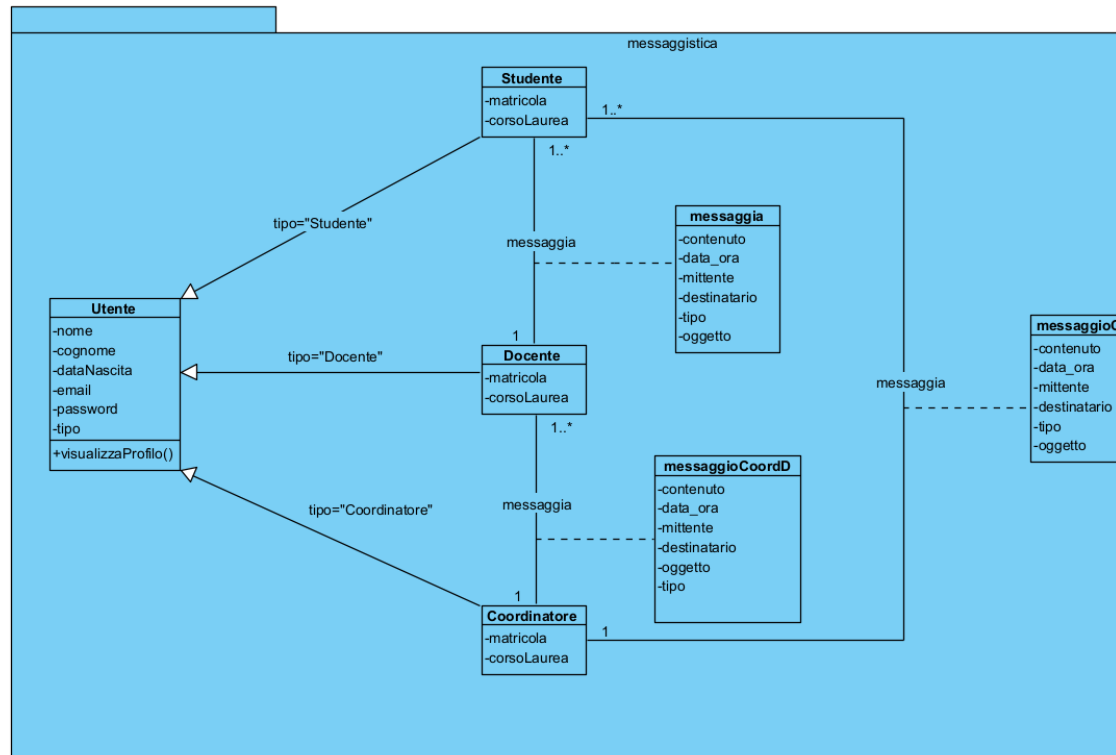 messaggistica
Studente
-matricola
-corsoLaurea
1..*
1..*
tipo="Studente"
messaggia
messaggia
-contenuto
-data_ora
-mittente
-destinatario
-tipo
-oggetto
Utente
-nome
-cognome
-dataNascita
-email
-password
-tipo
+visualizzaProfilo()
tipo="Docente"
1
Docente
-matricola
-corsoLaurea
1..*
messaggia
-contenuto
-data_ora
-mittente
-destinatario
-tipo
-oggetto
tipo="Coordinatore"
messaggia
messaggioCoordD
-contenuto
-data_ora
-mittente
-destinatario
-oggetto
-tipo
1
Coordinatore
-matricola
-corsoLaurea
1